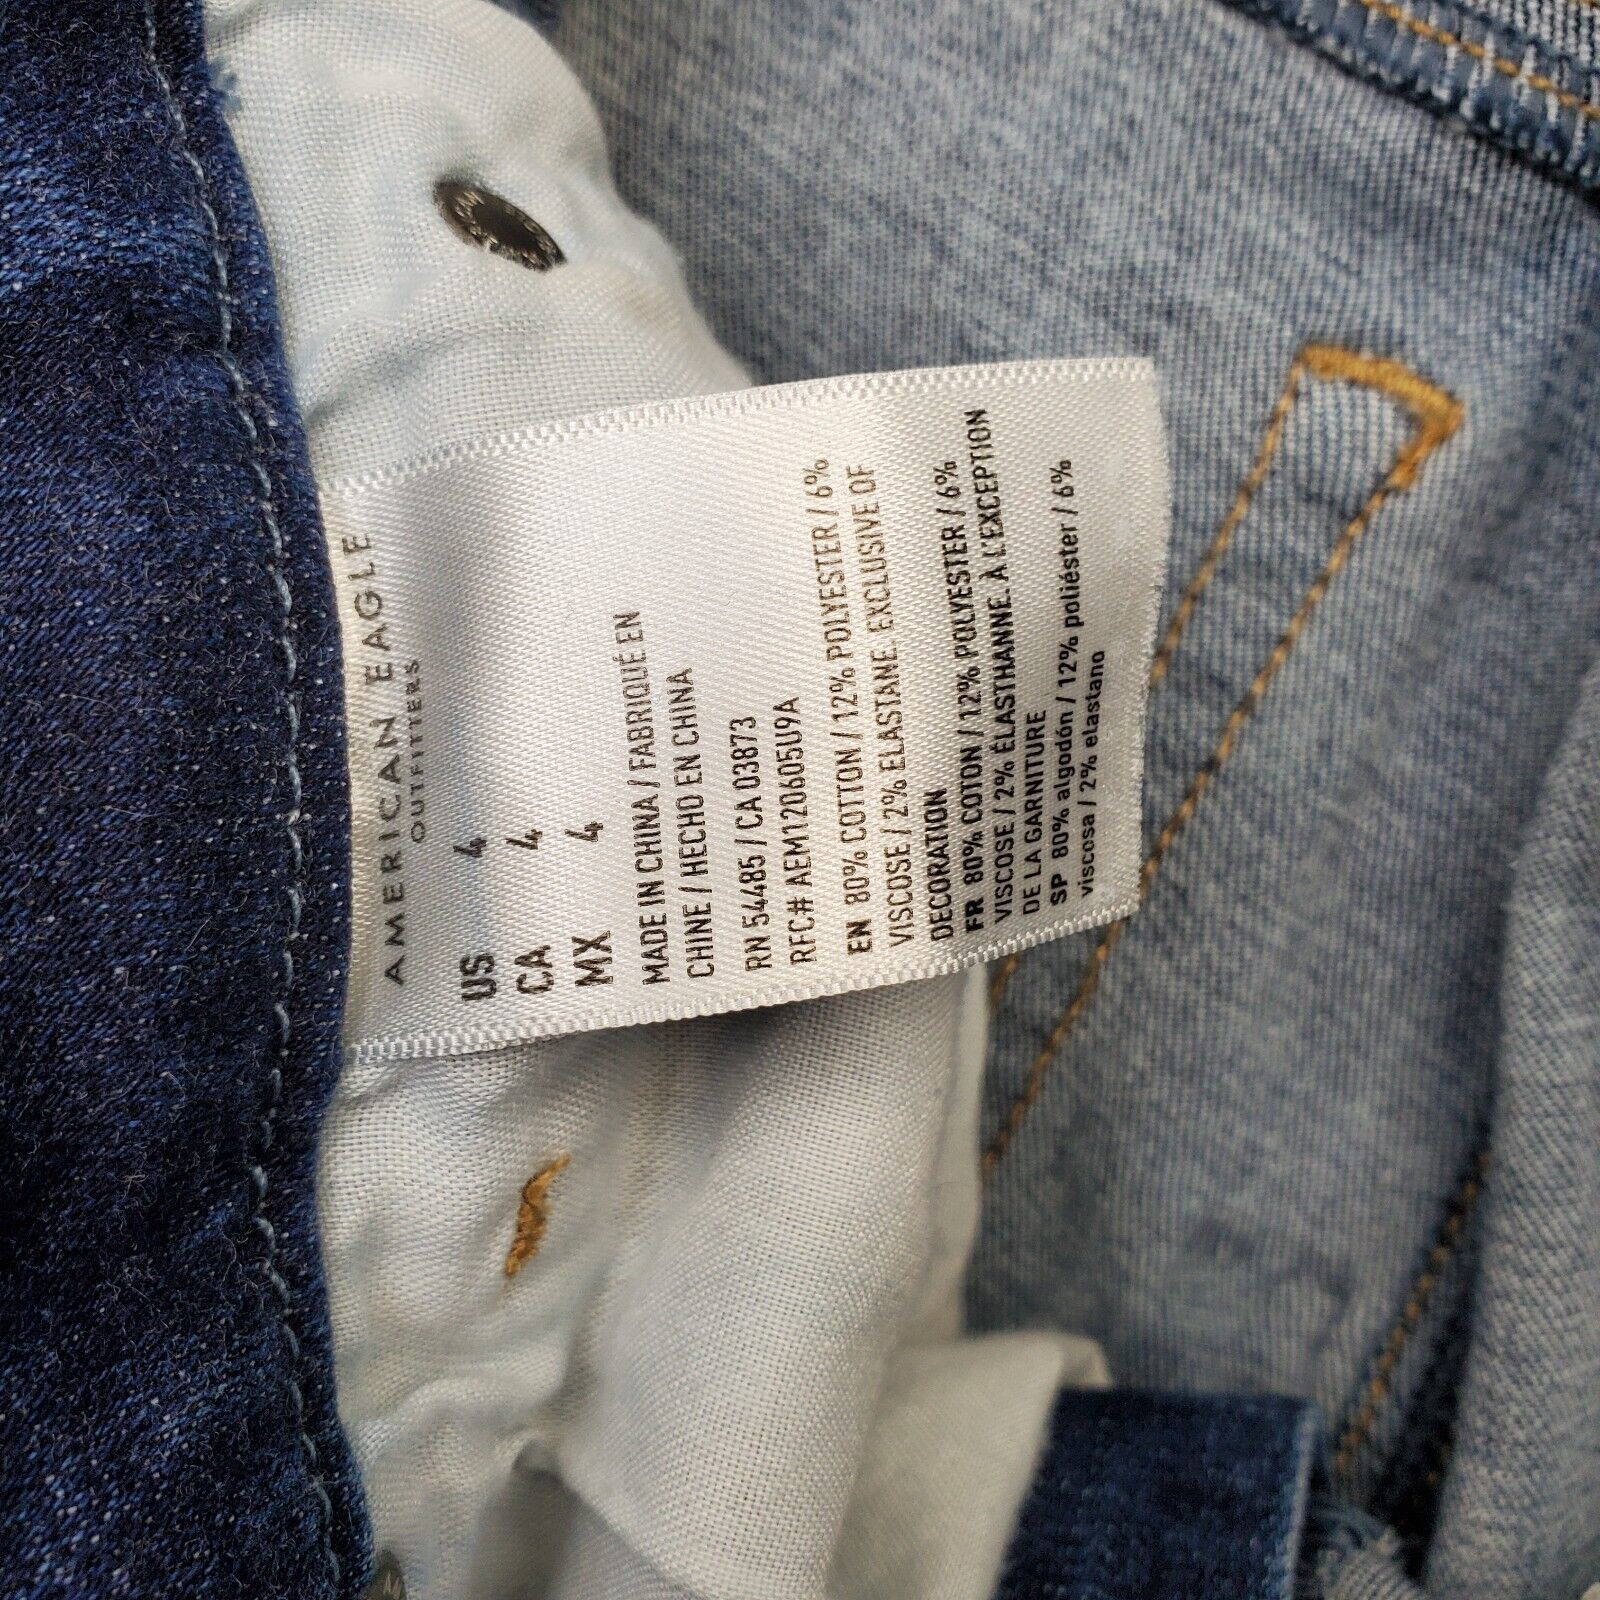 AMERICAN EAGLE
OUTFITTERS
US 4
CA 4
MX 4
MADE IN CHINA / FABRIQUÉ EN
CHINE / HECHO EN CHINA
RN 54485 / CA 03873
RFC# AEM120605U9A
EN 80% COTTON / 12% POLYESTER / 6%
VISCOSE / 2% ELASTANE. EXCLUSIVE OF
DECORATION
FR 80% COTON / 12% POLYESTER / 6%
VISCOSE / 2% ÉLASTHANNE. À L'EXCEPTION
DE LA GARNITURE
SP 80% algodón / 12% poliéster / 6%
viscosa / 2% elastano